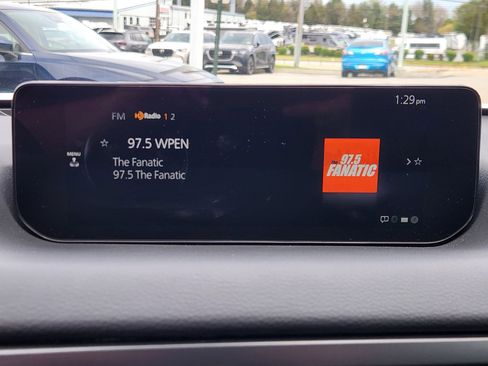 1:29pm
FM HD Radio 1 2
97.5 WPEN
MENU
The Fanatic
97.5 The Fanatic
THE 97.5
FANATIC